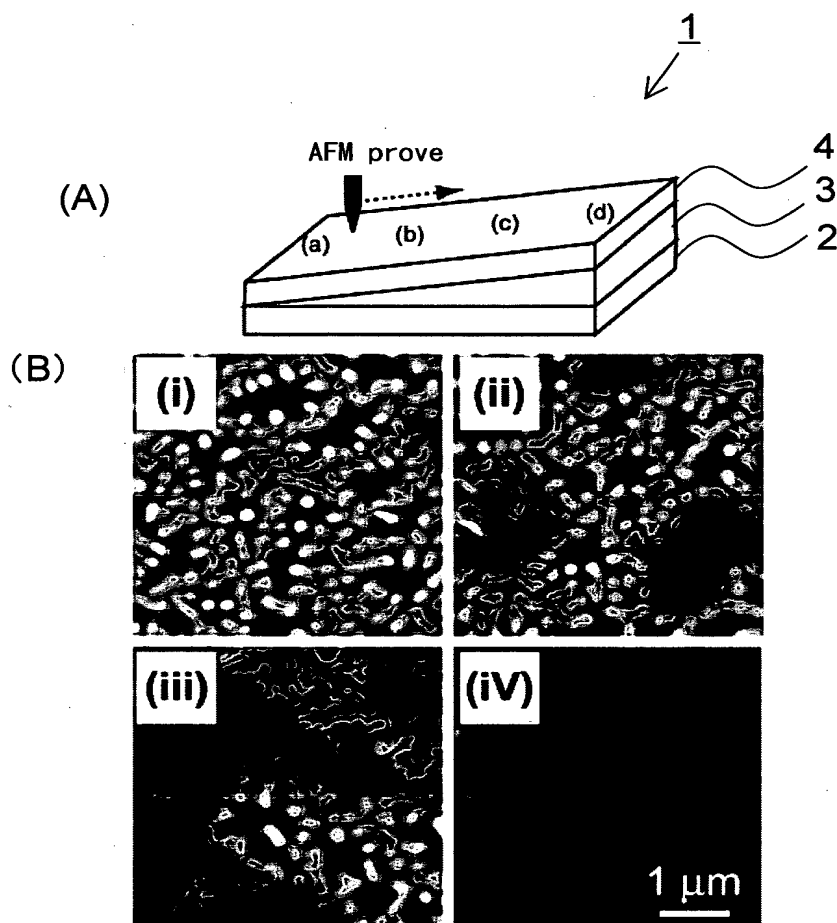 1
AFM prove
4
(A)
3
(a)
(b)
(c)
(d)
2
(B)
(i)
(ii)
(iii)
(iV)
1 μm